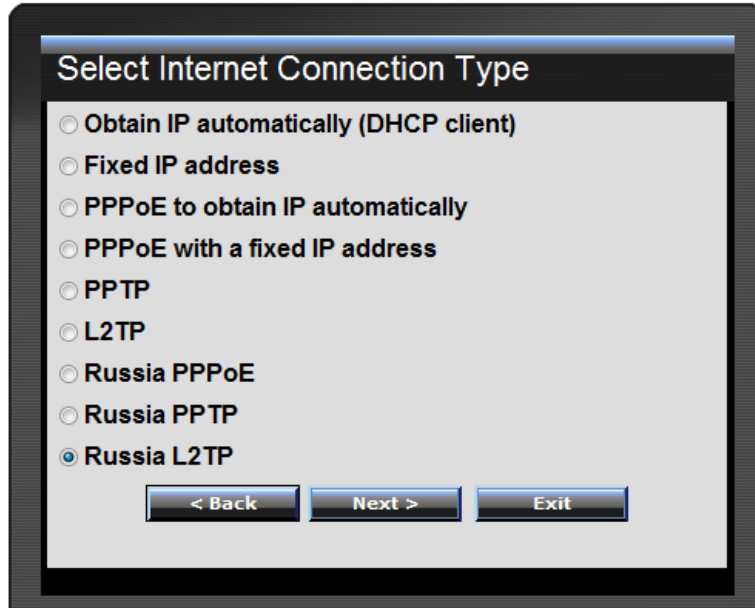 Select Internet Connection Type
Obtain IP automatically (DHCP client)
Fixed IP address
PPPoE to obtain IP automatically
PPPoE with a fixed IP address
PPTP
L2TP
Russia PPPoE
Russia PPTP
Russia L2TP
< Back Next > Exit